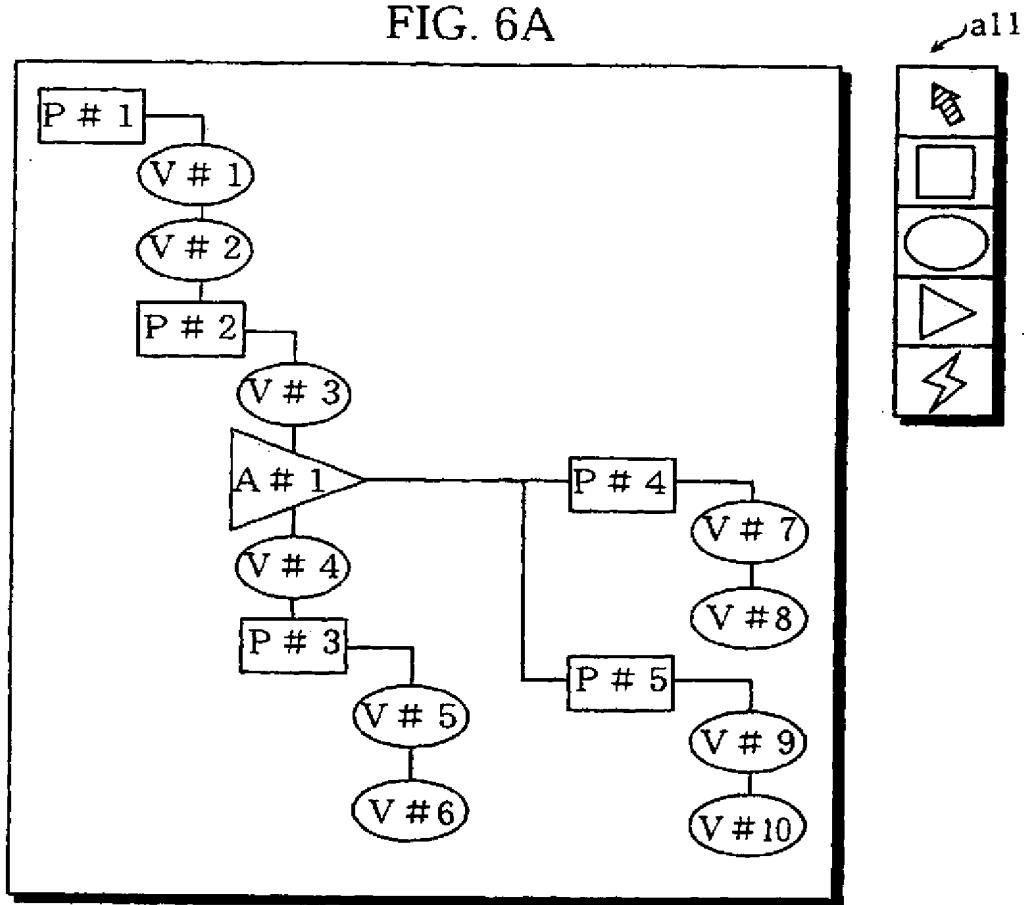 FIG. 6A
a11
P # 1
V # 1
V # 2
P # 2
V # 3
A # 1
P # 4
V # 7
V # 4
V # 8
P # 3
P # 5
V # 5
V # 9
V # 6
V # 10